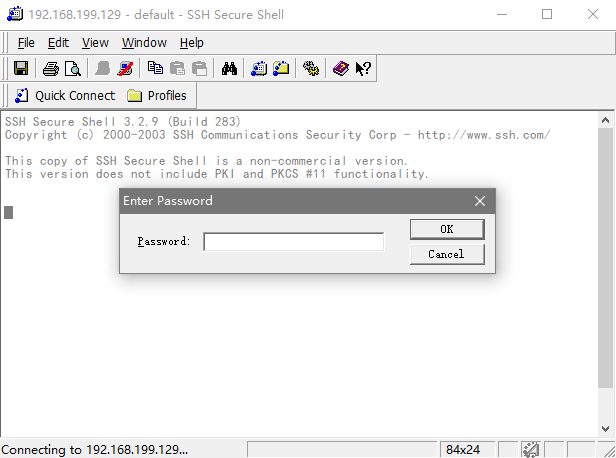 192.168.199.129 - default - SSH Secure Shell
File Edit View Window Help
Quick Connect Profiles
SSH Secure Shell 3.2.9 (Build 283)
Copyright (c) 2000-2003 SSH Communications Security Corp - http://www.ssh.com/
This copy of SSH Secure Shell is a non-commercial version.
This version does not include PKI and PKCS #11 functionality.
Enter Password
Password:
OK
Cancel
Connecting to 192.168.199.129... 84x24